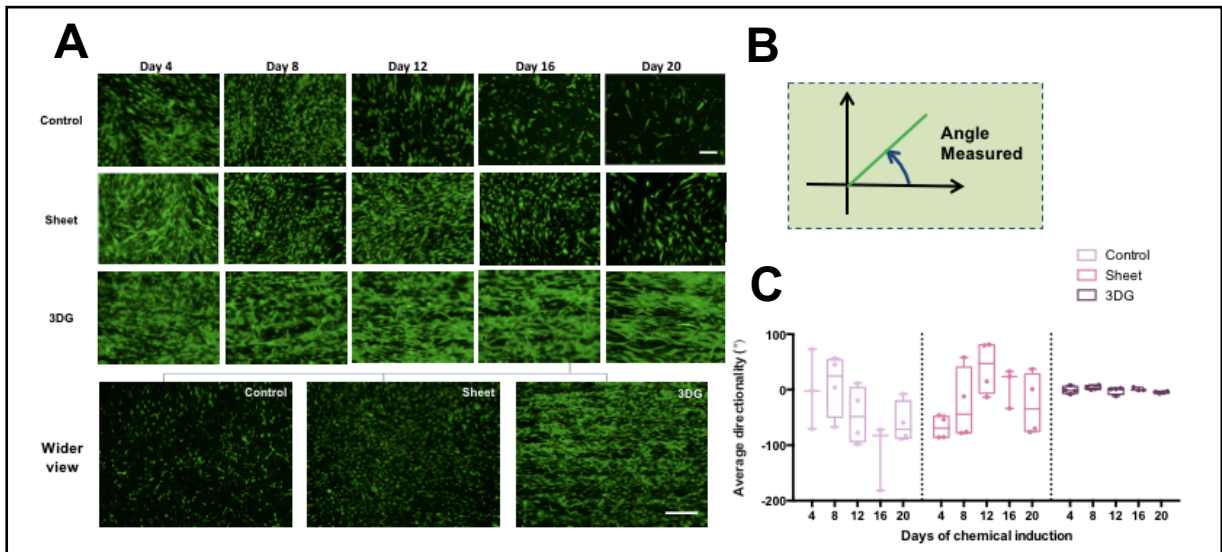 A
Day 4 Day 8 Day 12 Day 16 Day 20
Control
Sheet
3DG
Control Sheet 3DG
Wider
view
B
Angle
Measured
Control
Sheet
3DG
C
Average directionality (°)
100
0
-100
-200
4 8 12 16 20 4 8 12 16 20 4 8 12 16 20
Days of chemical induction